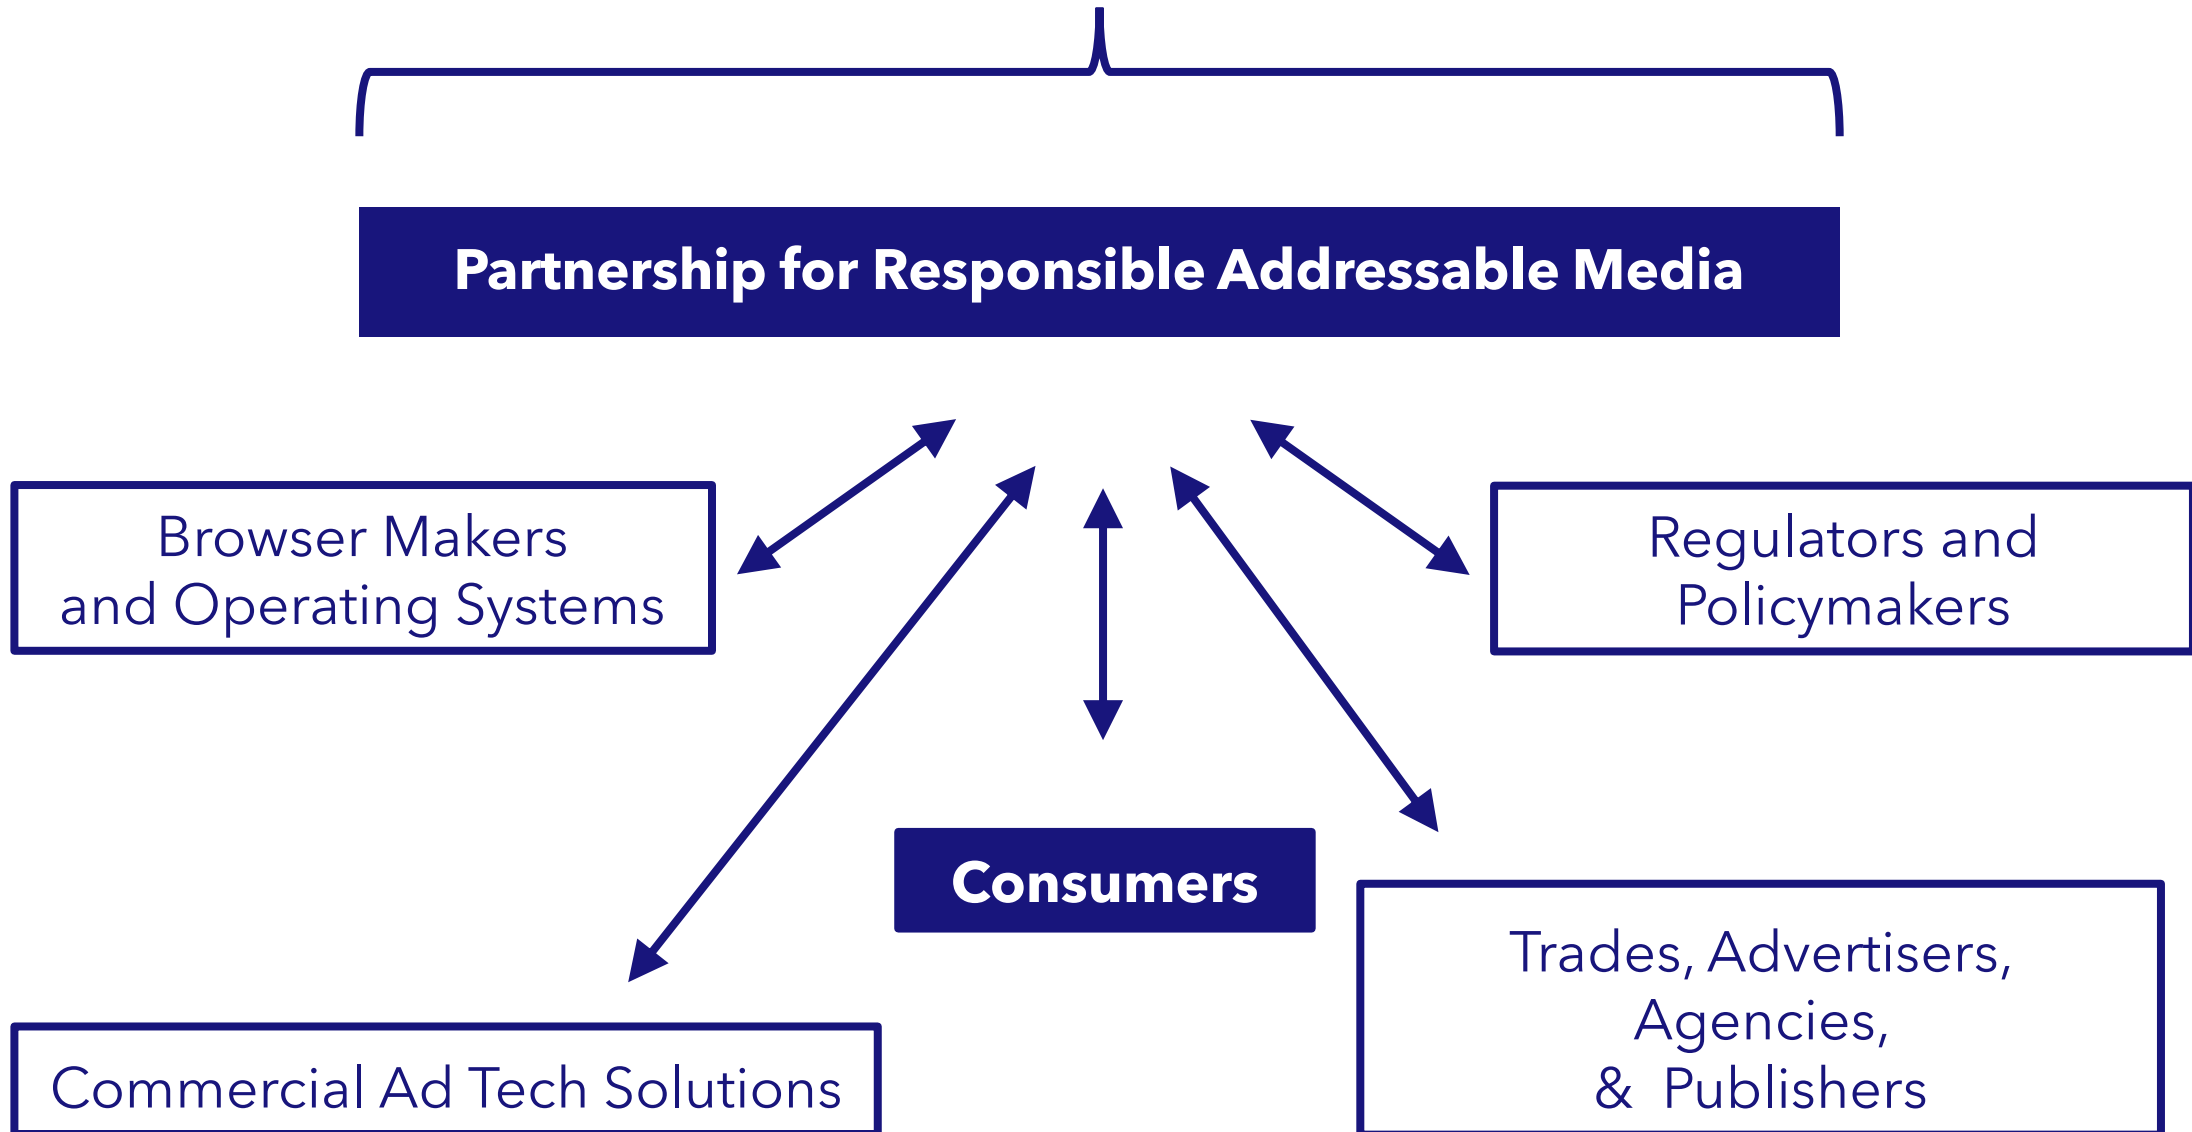 Partnership for Responsible Addressable Media
Browser Makers
and Operating Systems
Regulators and
Policymakers
Consumers
Trades, Advertisers,
Agencies,
& Publishers
Commercial Ad Tech Solutions